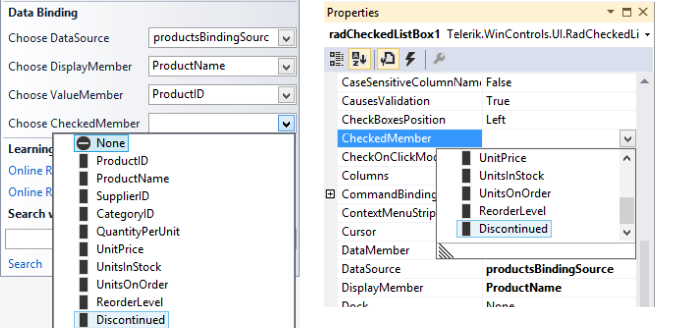 Data Binding
Choose DataSource productsBindingSourc
Choose DisplayMember ProductName
Choose ValueMember ProductID
Choose CheckedMember
None
Learning
ProductID
Online R
ProductName
Online R
SupplierID
CategoryID
Search w
QuantityPerUnit
UnitPrice
Search
UnitsInStock
UnitsOnOrder
ReorderLevel
Discontinued
Properties
radCheckedListBox1 Telerik.WinControls.UI.RadCheckedLi
CaseSensitiveColumnName False
CausesValidation True
CheckBoxesPosition Left
CheckedMember
CheckOnClickMod
UnitPrice
Columns
UnitsInStock
CommandBinding
UnitsOnOrder
ContextMenuStrip
ReorderLevel
Cursor
Discontinued
DataMember
DataSource productsBindingSource
DisplayMember ProductName
Dock None